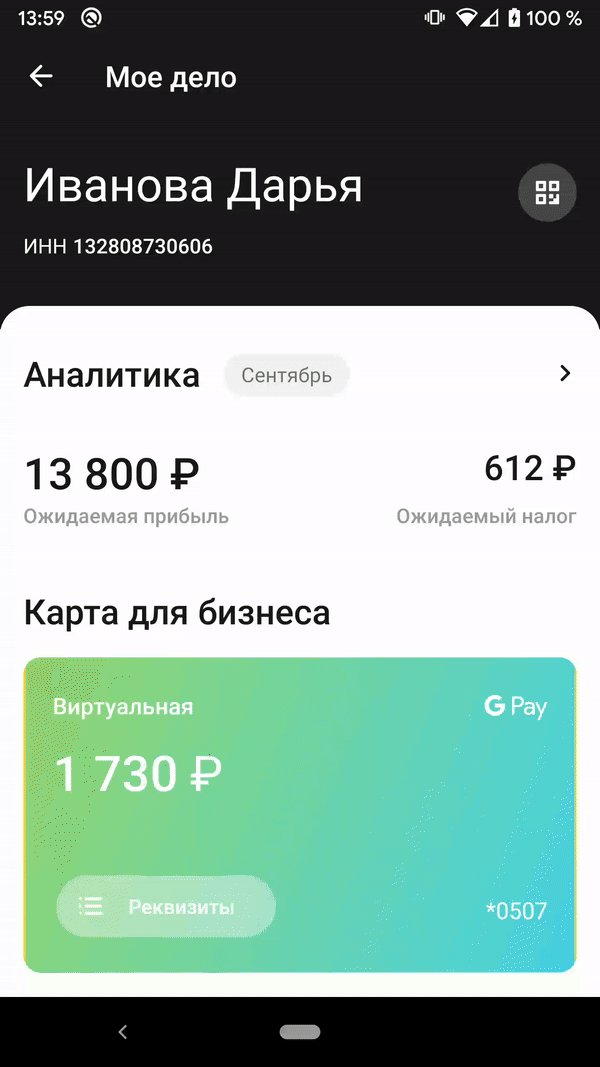 13:59 100 %
Мое дело
Иванова Дарья
ИНН 132808730606
Аналитика Сентябрь
13 800 ₽ 612 ₽
Ожидаемая прибыль Ожидаемый налог
Карта для бизнеса
Виртуальная G Pay
1 730 ₽
Реквизиты *0507